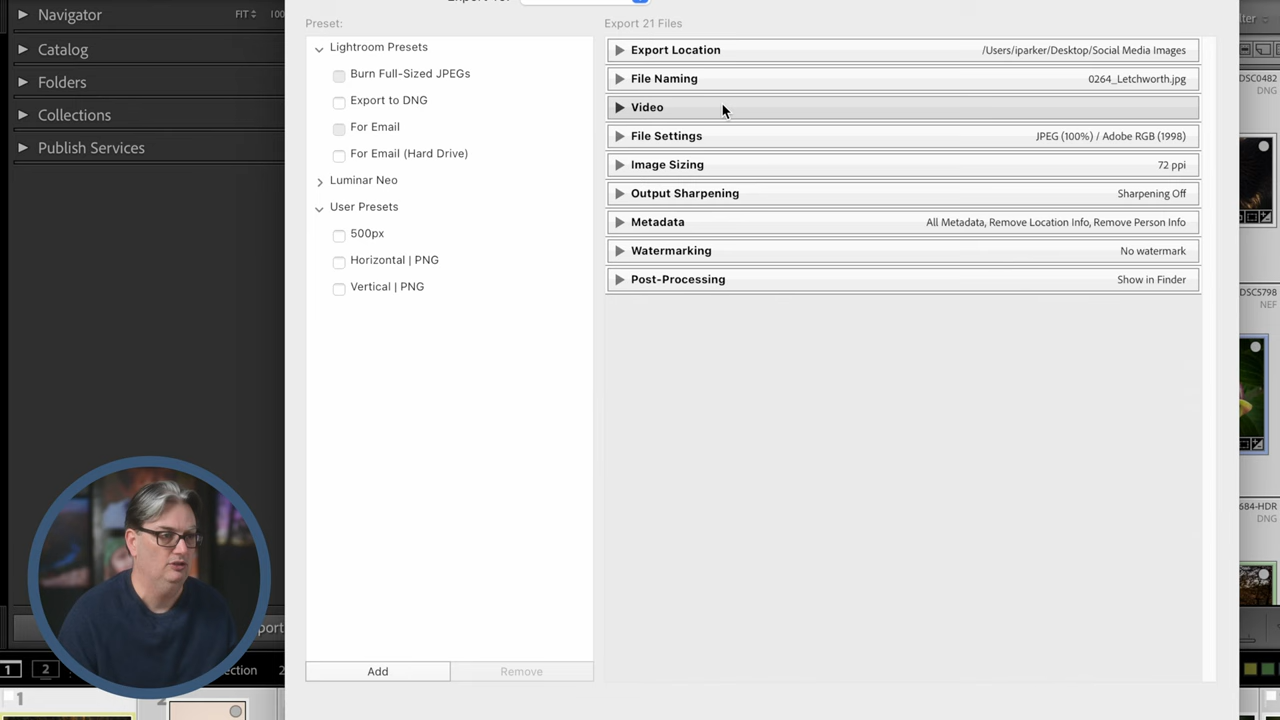 Navigator
FIT
Catalog
Folders
Collections
Publish Services
Preset:
Lightroom Presets
Burn Full-Sized JPEGs
Export to DNG
For Email
For Email (Hard Drive)
Luminar Neo
User Presets
500px
Horizontal | PNG
Vertical | PNG
Add
Remove
Export 21 Files
Export Location /Users/iparker/Desktop/Social Media Images
File Naming 0264_Letchworth.jpg
Video
File Settings JPEG (100%) / Adobe RGB (1998)
Image Sizing 72 ppi
Output Sharpening Sharpening Off
Metadata All Metadata, Remove Location Info, Remove Person Info
Watermarking No watermark
Post-Processing Show in Finder
DSC0482
DNG
DSC5798
NEF
684-HDR
DNG
1
2
1
2